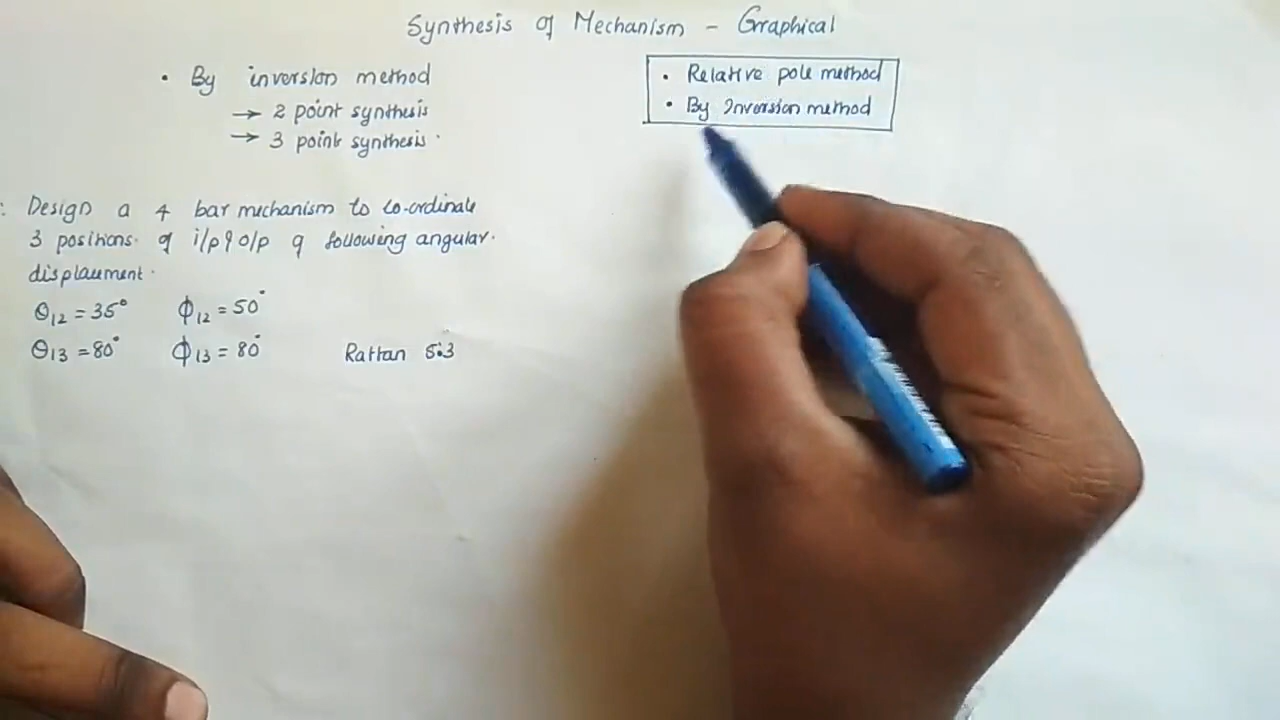 Synthesis of Mechanism - Graphical
• By inversion method
→ 2 point synthesis
→ 3 point synthesis.
• Relative pole method
• By Inversion method
: Design a 4 bar mechanism to co-ordinate
3 positions. of i/p & o/p of following angular.
displacement.
θ12 = 35° ϕ12 = 50°
θ13 = 80° ϕ13 = 80° Rattan 5.3